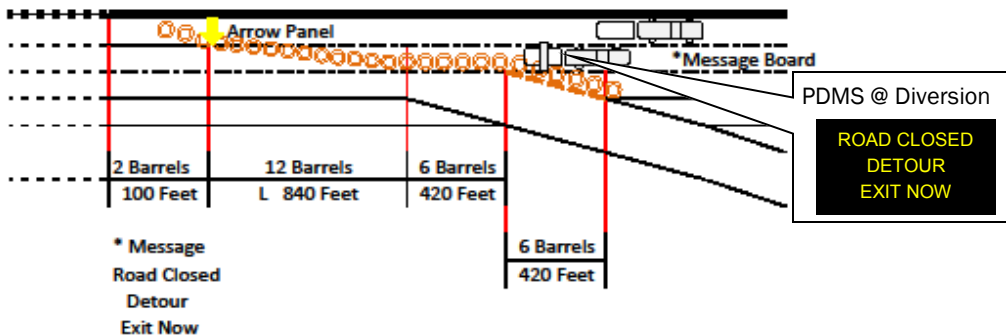 Arrow Panel
*Message Board
PDMS @ Diversion
ROAD CLOSED
DETOUR
EXIT NOW
2 Barrels
12 Barrels
6 Barrels
100 Feet
L 840 Feet
420 Feet
* Message
Road Closed
Detour
Exit Now
6 Barrels
420 Feet